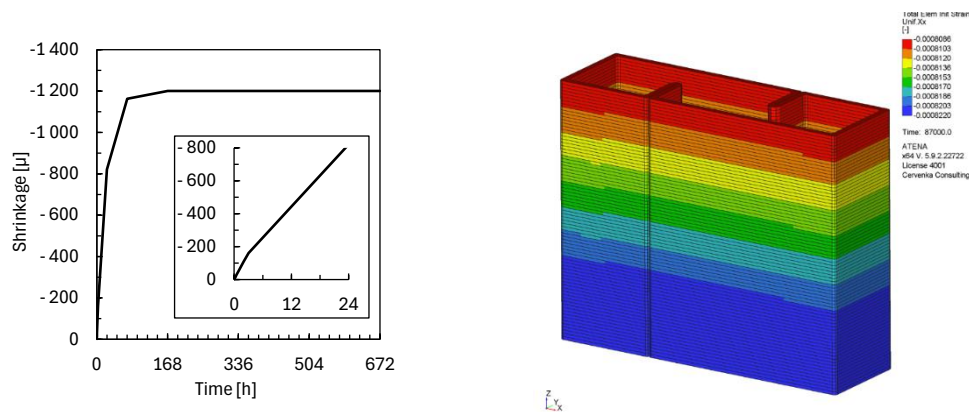 Shrinkage [µ]
-1 400
-1 200
-1 000
- 800
- 600
- 400
- 200
0
0 168 336 504 672
Time [h]
- 800
- 600
- 400
- 200
0
0 12 24
Total Elem Init Strain
Unif.Xx
[-]
-0.0008086
-0.0008103
-0.0008120
-0.0008136
-0.0008153
-0.0008170
-0.0008186
-0.0008203
-0.0008220
Time: 87000.0
ATENA
x64 V. 5.9.2.22722
License 4001
Cervenka Consulting
Z
Y
X